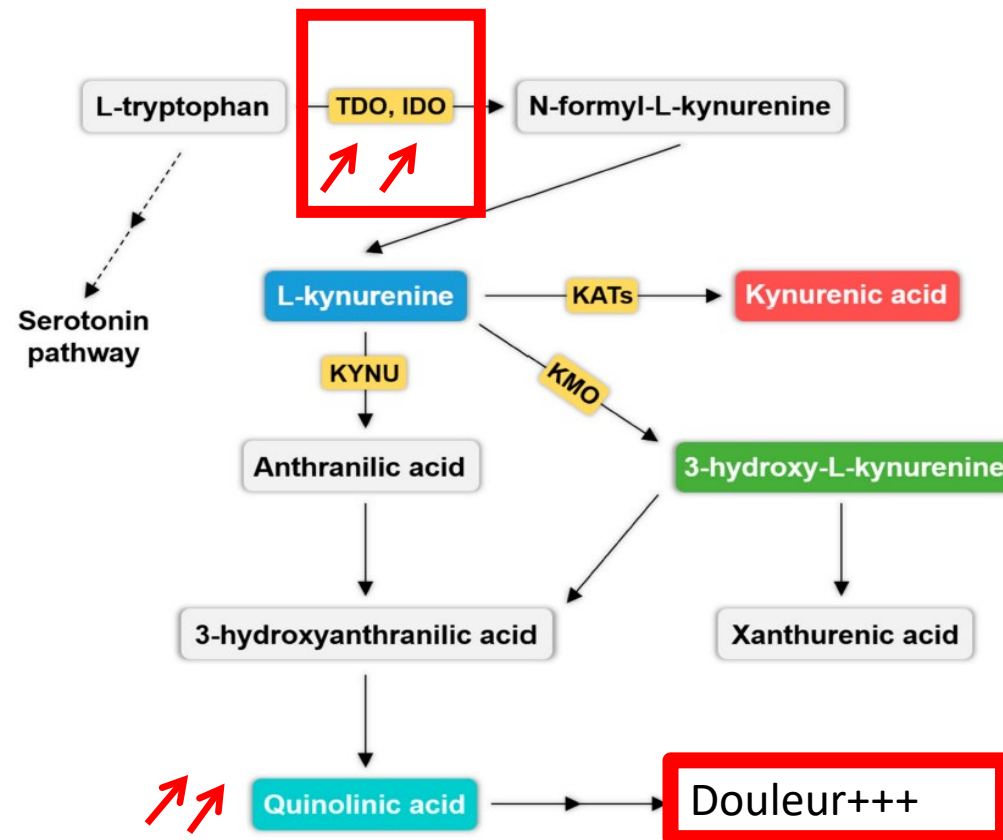 L-tryptophan
TDO, IDO
N-formyl-L-kynurenine
L-kynurenine
KATs
Kynurenic acid
Serotonin
pathway
KYNU
KMO
Anthranilic acid
3-hydroxy-L-kynurenine
3-hydroxyanthranilic acid
Xanthurenic acid
Quinolinic acid
Douleur+++